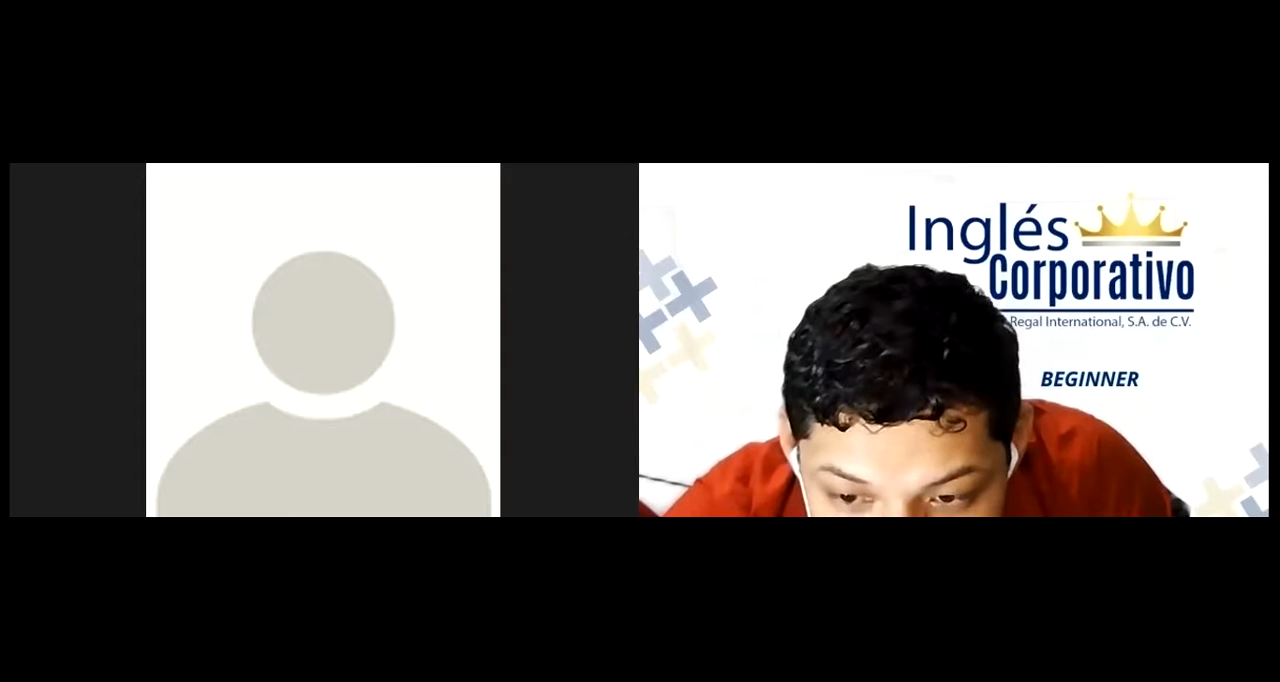 Inglés
Corporativo
Regal International, S.A. de C.V.
BEGINNER